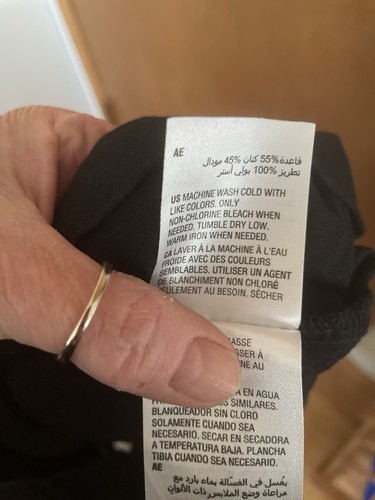 AE
قاعدة 55% كتان 45% مودال
تطريز 100% بولي أستر
US MACHINE WASH COLD WITH
LIKE COLORS. ONLY
NON-CHLORINE BLEACH WHEN
NEEDED. TUMBLE DRY LOW.
WARM IRON WHEN NEEDED.
CA LAVER À LA MACHINE À L'EAU
FROIDE AVEC DES COULEURS
SEMBLABLES. UTILISER UN AGENT
DE BLANCHIMENT NON CHLORÉ
SEULEMENT AU BESOIN. SÉCHER
À
AU
EN AGUA
SIMILARES.
BLANQUEADOR SIN CLORO
SOLAMENTE CUANDO SEA
NECESARIO. SECAR EN SECADORA
A TEMPERATURA BAJA. PLANCHA
TIBIA CUANDO SEA NECESARIO.
AE
يغسل في الغسالة بماء بارد مع
مراعاة وضع الملابس ذات الألوان